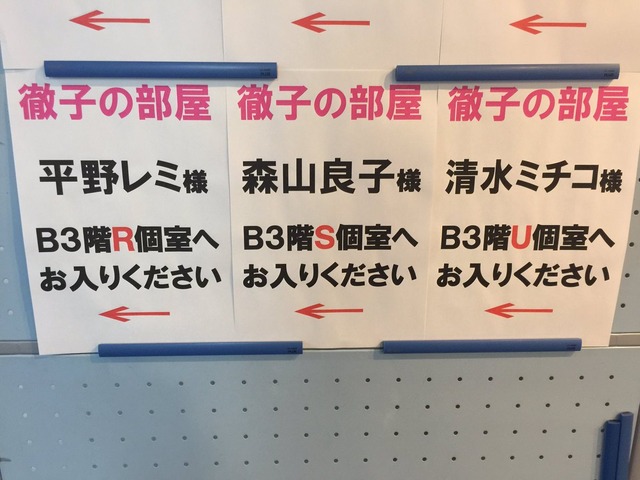 徹子の部屋
平野レミ様
B3階R個室へ
お入りください
徹子の部屋
森山良子様
B3階S個室へ
お入りください
徹子の部屋
清水ミチコ様
B3階U個室へ
お入りください